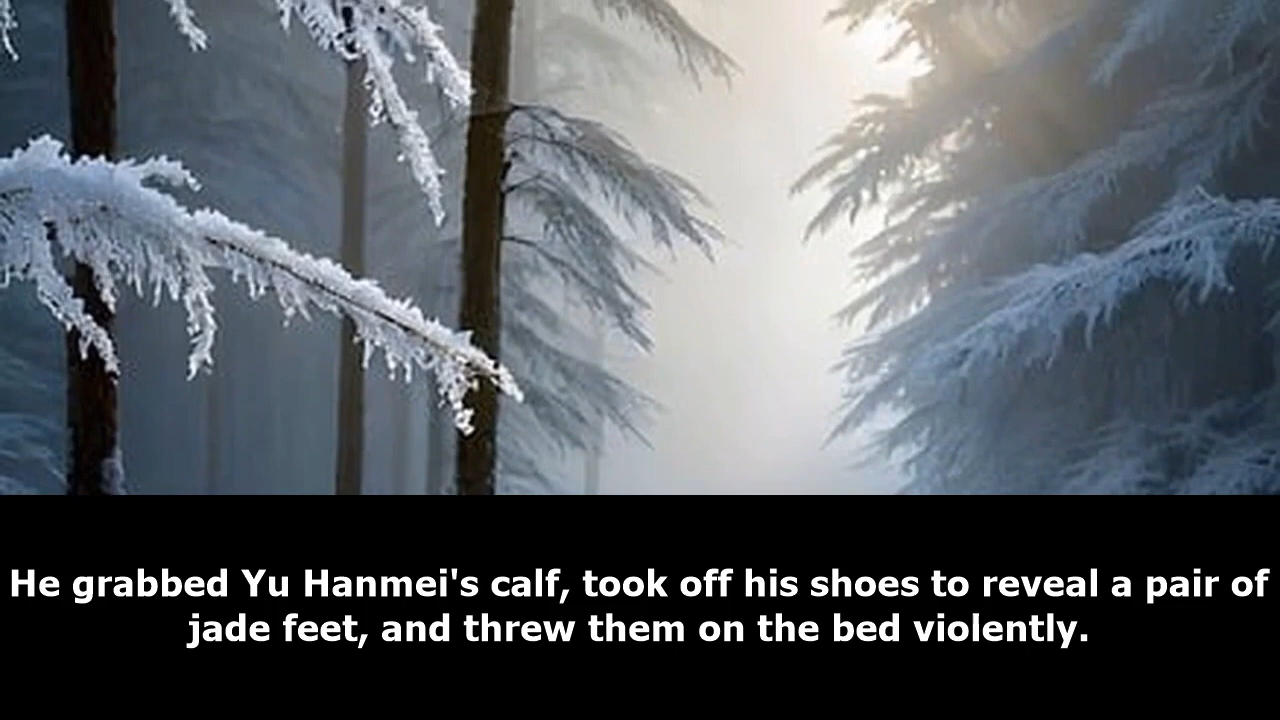 He grabbed Yu Hanmei's calf, took off his shoes to reveal a pair of
jade feet, and threw them on the bed violently.